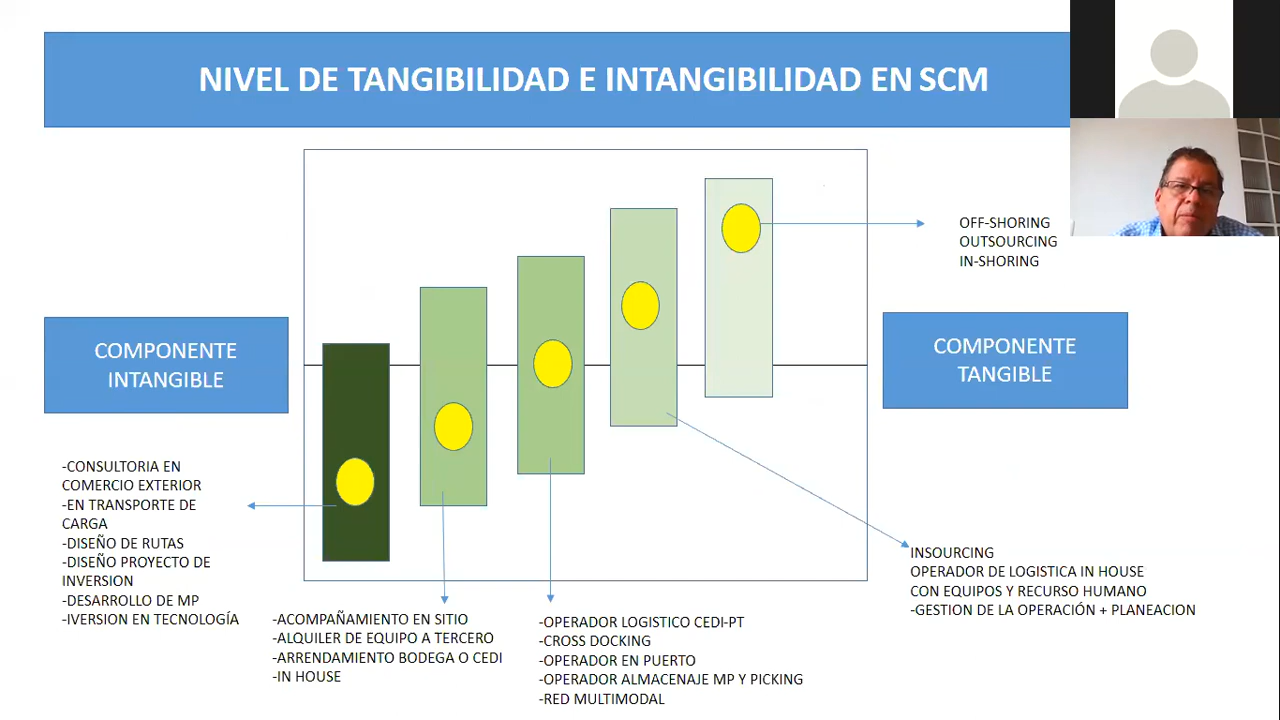 NIVEL DE TANGIBILIDAD E INTANGIBILIDAD EN SCM
OFF-SHORING
OUTSOURCING
IN-SHORING
COMPONENTE
INTANGIBLE
COMPONENTE
TANGIBLE
-CONSULTORIA EN
COMERCIO EXTERIOR
-EN TRANSPORTE DE
CARGA
-DISEÑO DE RUTAS
-DISEÑO PROYECTO DE
INVERSION
-DESARROLLO DE MP
-IVERSION EN TECNOLOGÍA
-ACOMPAÑAMIENTO EN SITIO
-ALQUILER DE EQUIPO A TERCERO
-ARRENDAMIENTO BODEGA O CEDI
-IN HOUSE
-OPERADOR LOGISTICO CEDI-PT
-CROSS DOCKING
-OPERADOR EN PUERTO
-OPERADOR ALMACENAJE MP Y PICKING
-RED MULTIMODAL
INSOURCING
OPERADOR DE LOGISTICA IN HOUSE
CON EQUIPOS Y RECURSO HUMANO
-GESTION DE LA OPERACIÓN + PLANEACION